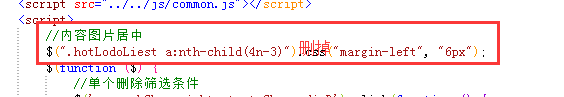 <script src="../../js/common.js"></script>
<script>
//内容图片居中
$(".hotLodoLiest a:nth-child(4n-3)").css("margin-left", "6px");
删掉
$(function ($) {
//单个删除筛选条件